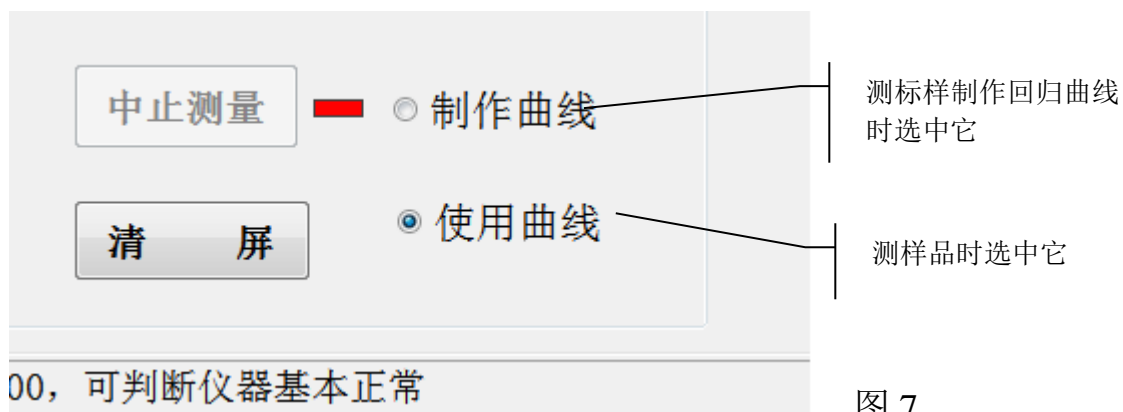 中止测量
制作曲线
测标样制作回归曲线
时选中它
清 屏
使用曲线
测样品时选中它
00，可判断仪器基本正常
图 7